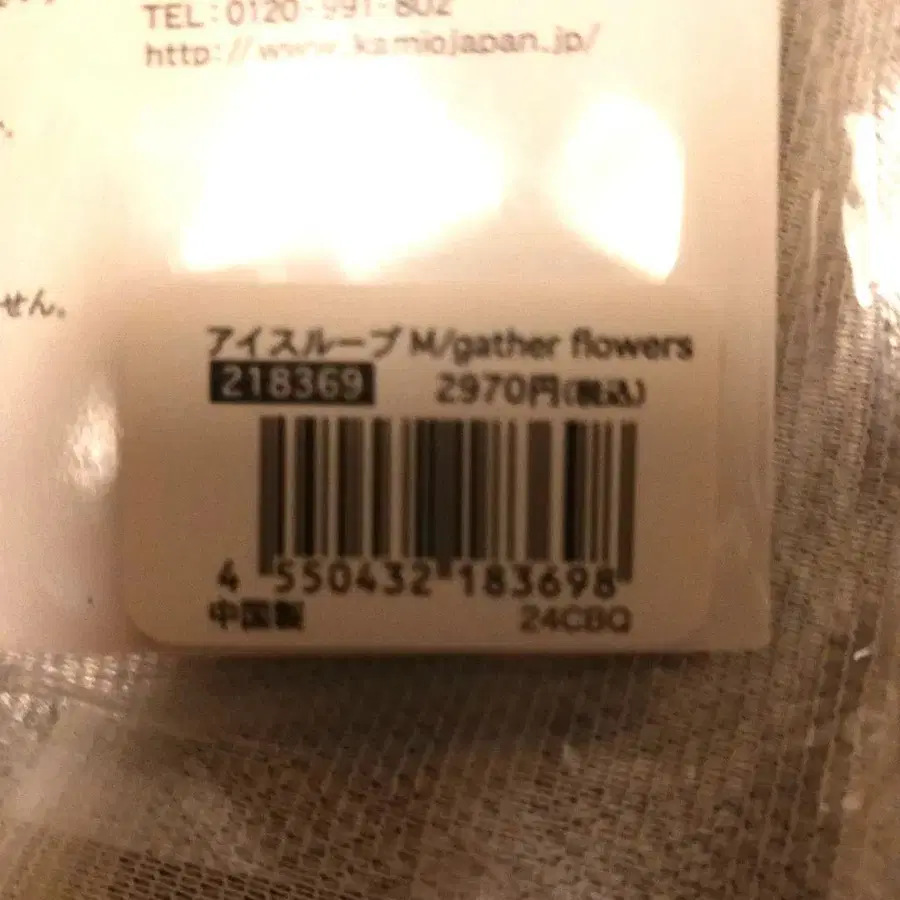 TEL:0120-991-802
http://www.kamiojapan.jp/
せん。
アイスループ M/gather flowers
218369 2970円(税込)
4 550432 183698
中国製 24CBQ